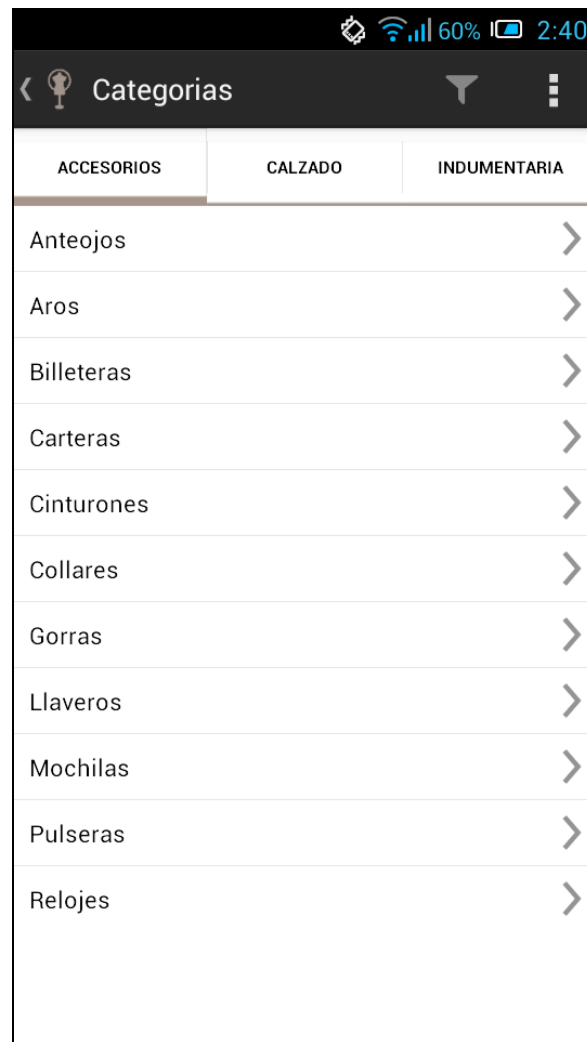 60% 2:40
Categorias
ACCESORIOS CALZADO INDUMENTARIA
Anteojos
Aros
Billeteras
Carteras
Cinturones
Collares
Gorras
Llaveros
Mochilas
Pulseras
Relojes